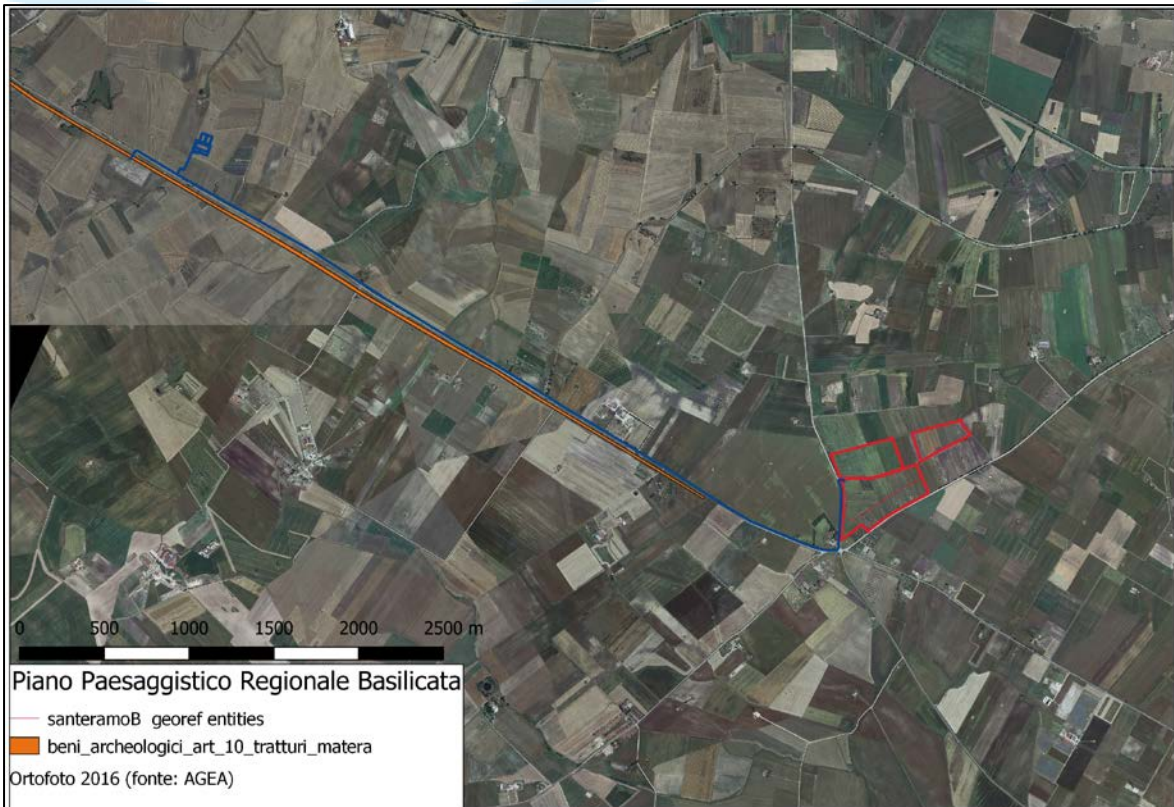 0 500 1000 1500 2000 2500 m
Piano Paesaggistico Regionale Basilicata
santeramoB georef entities
beni_archeologici_art_10_tratturi_matera
Ortofoto 2016 (fonte: AGEA)